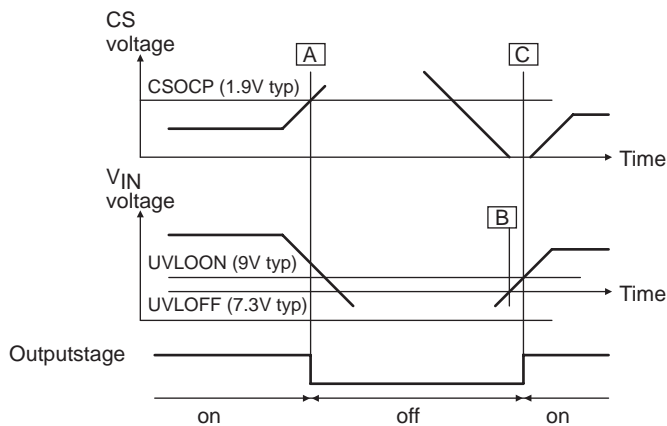 CS
voltage
A
C
CSOCP (1.9V typ)
Time
VIN
voltage
B
UVLOON (9V typ)
Time
UVLOFF (7.3V typ)
Outputstage
on
off
on